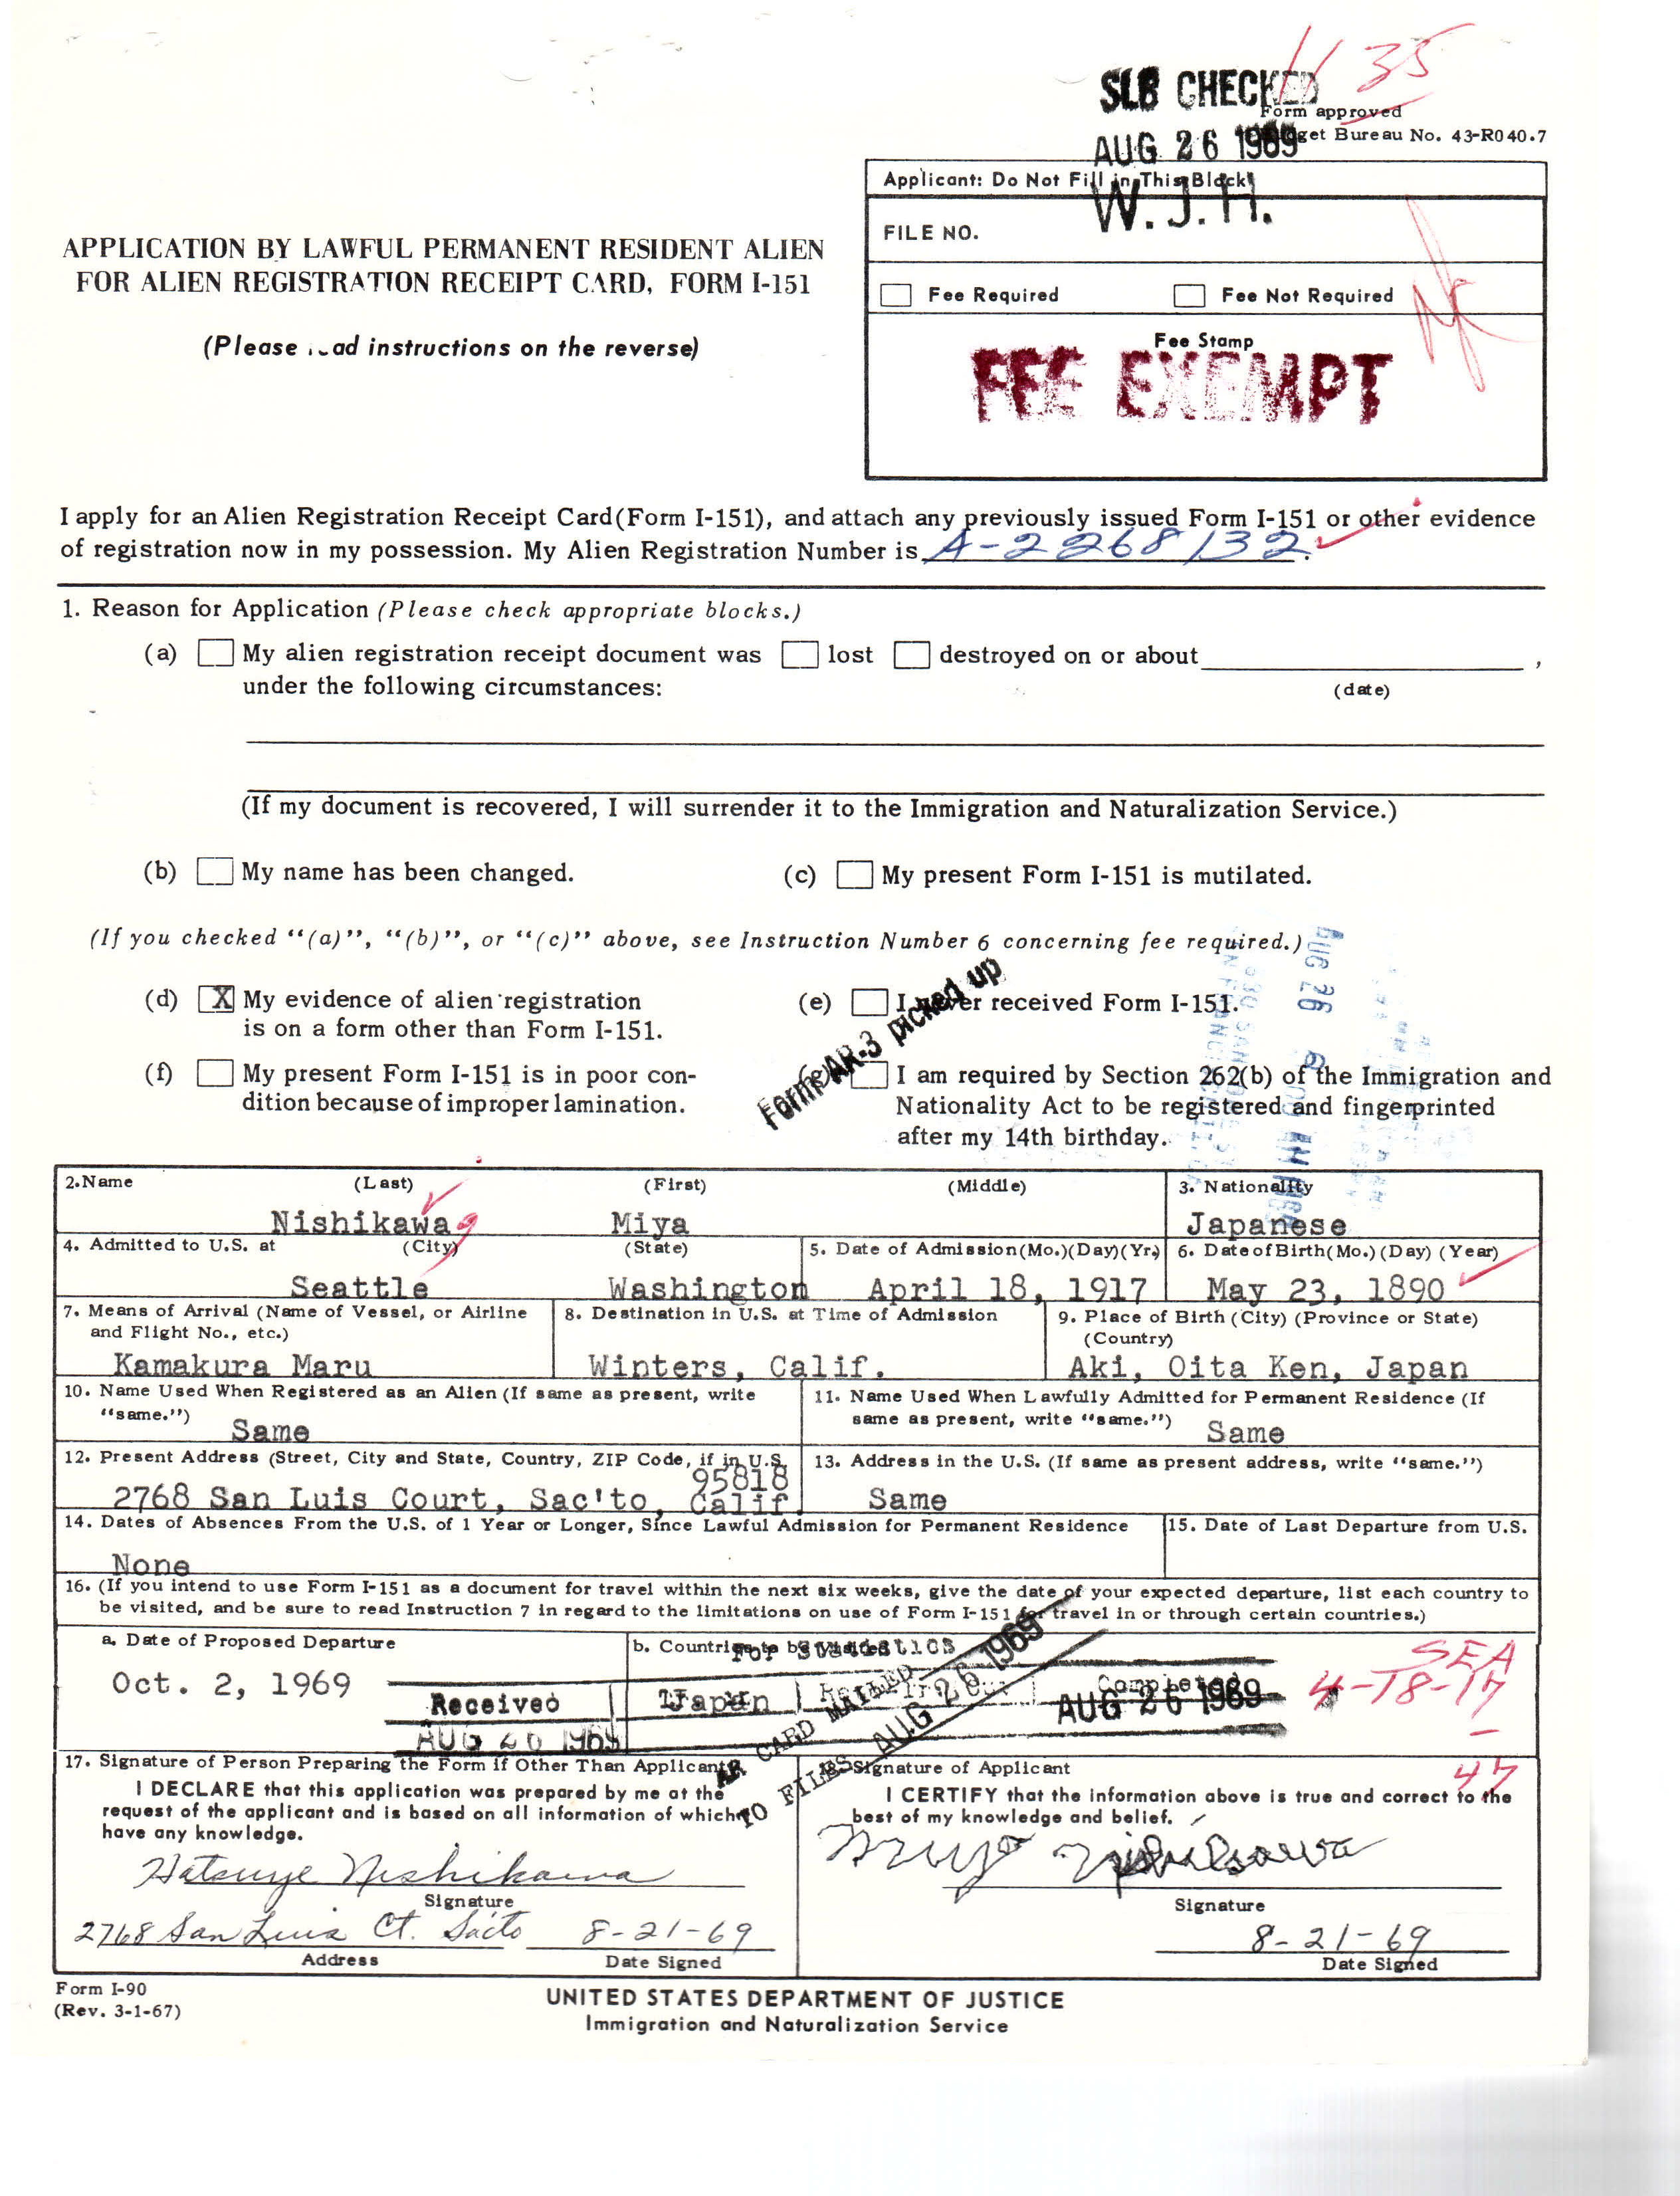 1135
SLB CHECKED
Form approved
Budget Bureau No. 43-R040.7
AUG 26 1969
W.J.H.
Applicant: Do Not Fill in This Block
FILE NO.
Fee Required Fee Not Required
Fee Stamp
FEE EXEMPT
APPLICATION BY LAWFUL PERMANENT RESIDENT ALIEN
FOR ALIEN REGISTRATION RECEIPT CARD, FORM I-151
(Please read instructions on the reverse)
I apply for an Alien Registration Receipt Card(Form I-151), and attach any previously issued Form I-151 or other evidence
of registration now in my possession. My Alien Registration Number is A-2268132.
1. Reason for Application (Please check appropriate blocks.)
(a) My alien registration receipt document was lost destroyed on or about ,
under the following circumstances: (date)
(If my document is recovered, I will surrender it to the Immigration and Naturalization Service.)
(b) My name has been changed. (c) My present Form I-151 is mutilated.
(If you checked “(a)”, “(b)”, or “(c)” above, see Instruction Number 6 concerning fee required.)
(d) X My evidence of alien registration
is on a form other than Form I-151.
(e) I never received Form I-151.
Form AR-3 picked up
AUG 26
(f) My present Form I-151 is in poor con-
dition because of improper lamination.
(g) I am required by Section 262(b) of the Immigration and
Nationality Act to be registered and fingerprinted
after my 14th birthday.
2.Name (Last) (First) (Middle) 3. Nationality
Nishikawa Miya Japanese
4. Admitted to U.S. at (City) (State) 5. Date of Admission(Mo.)(Day)(Yr.) 6. Date of Birth(Mo.)(Day) (Year)
Seattle Washington April 18, 1917 May 23, 1890
7. Means of Arrival (Name of Vessel, or Airline
and Flight No., etc.)
8. Destination in U.S. at Time of Admission
9. Place of Birth (City) (Province or State)
(Country)
Kamakura Maru Winters, Calif. Aki, Oita Ken, Japan
10. Name Used When Registered as an Alien (If same as present, write
“same.”) Same
11. Name Used When Lawfully Admitted for Permanent Residence (If
same as present, write “same.”) Same
12. Present Address (Street, City and State, Country, ZIP Code, if in U.S.
95818
2768 San Luis Court, Sac'to, Calif.
13. Address in the U.S. (If same as present address, write “same.”)
Same
14. Dates of Absences From the U.S. of 1 Year or Longer, Since Lawful Admission for Permanent Residence 15. Date of Last Departure from U.S.
None
16. (If you intend to use Form I-151 as a document for travel within the next six weeks, give the date of your expected departure, list each country to
be visited, and be sure to read Instruction 7 in regard to the limitations on use of Form I-151 for travel in or through certain countries.)
a. Date of Proposed Departure b. Countries to be Visited
Oct. 2, 1969 Japan
For Statistics
Received
AUG 26 1969
Completed
AUG 26 1969
AR CARD MAILED
TO FILES AUG 26 1969
SEA
4-18-17
47
17. Signature of Person Preparing the Form if Other Than Applicant
I DECLARE that this application was prepared by me at the
request of the applicant and is based on all information of which I
have any knowledge.
Hatsuye Nishikawa
Signature
2768 San Luis Ct. Sacto 8-21-69
Address Date Signed
18. Signature of Applicant
I CERTIFY that the information above is true and correct to the
best of my knowledge and belief.
Miya Nishikawa
Signature
8-21-69
Date Signed
Form I-90
(Rev. 3-1-67)
UNITED STATES DEPARTMENT OF JUSTICE
Immigration and Naturalization Service